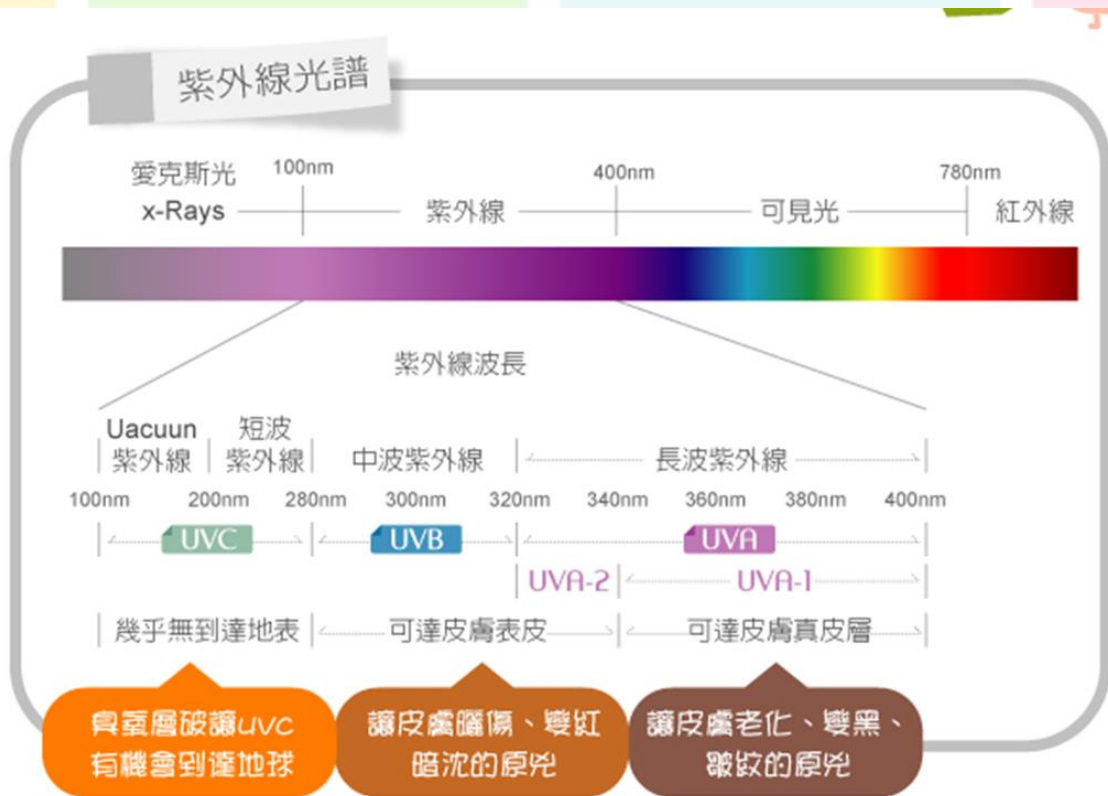 紫外線光譜
愛克斯光
x-Rays
100nm
紫外線
400nm
可見光
780nm
紅外線
紫外線波長
Uacuun
紫外線
短波
紫外線
中波紫外線
長波紫外線
100nm 200nm 280nm 300nm 320nm 340nm 360nm 380nm 400nm
UVC UVB UVA
UVA-2 UVA-1
幾乎無到達地表 可達皮膚表皮 可達皮膚真皮層
臭氧層破讓UVC
有機會到達地球
讓皮膚曬傷、變紅
暗沈的原兇
讓皮膚老化、變黑、
皺紋的原兇